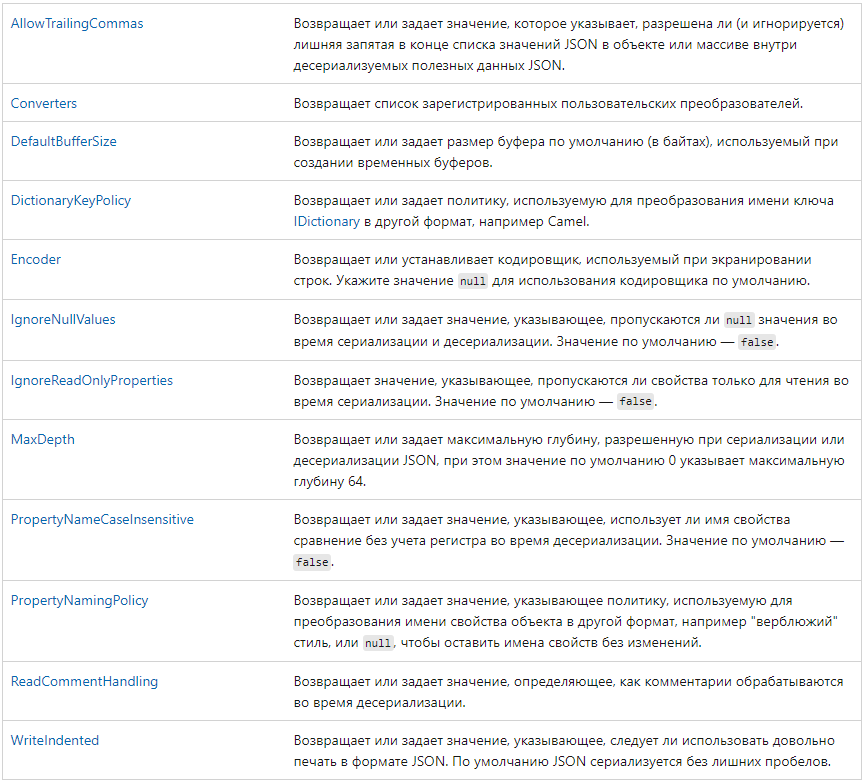 AllowTrailingCommas
Возвращает или задает значение, которое указывает, разрешена ли (и игнорируется)
лишняя запятая в конце списка значений JSON в объекте или массиве внутри
десериализуемых полезных данных JSON.
Converters
Возвращает список зарегистрированных пользовательских преобразователей.
DefaultBufferSize
Возвращает или задает размер буфера по умолчанию (в байтах), используемый при
создании временных буферов.
DictionaryKeyPolicy
Возвращает или задает политику, используемую для преобразования имени ключа
IDictionary в другой формат, например Camel.
Encoder
Возвращает или устанавливает кодировщик, используемый при экранировании
строк. Укажите значение null для использования кодировщика по умолчанию.
IgnoreNullValues
Возвращает или задает значение, указывающее, пропускаются ли null значения во
время сериализации и десериализации. Значение по умолчанию — false.
IgnoreReadOnlyProperties
Возвращает значение, указывающее, пропускаются ли свойства только для чтения во
время сериализации. Значение по умолчанию — false.
MaxDepth
Возвращает или задает максимальную глубину, разрешенную при сериализации или
десериализации JSON, при этом значение по умолчанию 0 указывает максимальную
глубину 64.
PropertyNameCaseInsensitive
Возвращает или задает значение, указывающее, использует ли имя свойства
сравнение без учета регистра во время десериализации. Значение по умолчанию —
false.
PropertyNamingPolicy
Возвращает или задает значение, указывающее политику, используемую для
преобразования имени свойства объекта в другой формат, например "верблюжий"
стиль, или null, чтобы оставить имена свойств без изменений.
ReadCommentHandling
Возвращает или задает значение, определяющее, как комментарии обрабатываются
во время десериализации.
WriteIndented
Возвращает или задает значение, указывающее, следует ли использовать довольно
печать в формате JSON. По умолчанию JSON сериализуется без лишних пробелов.